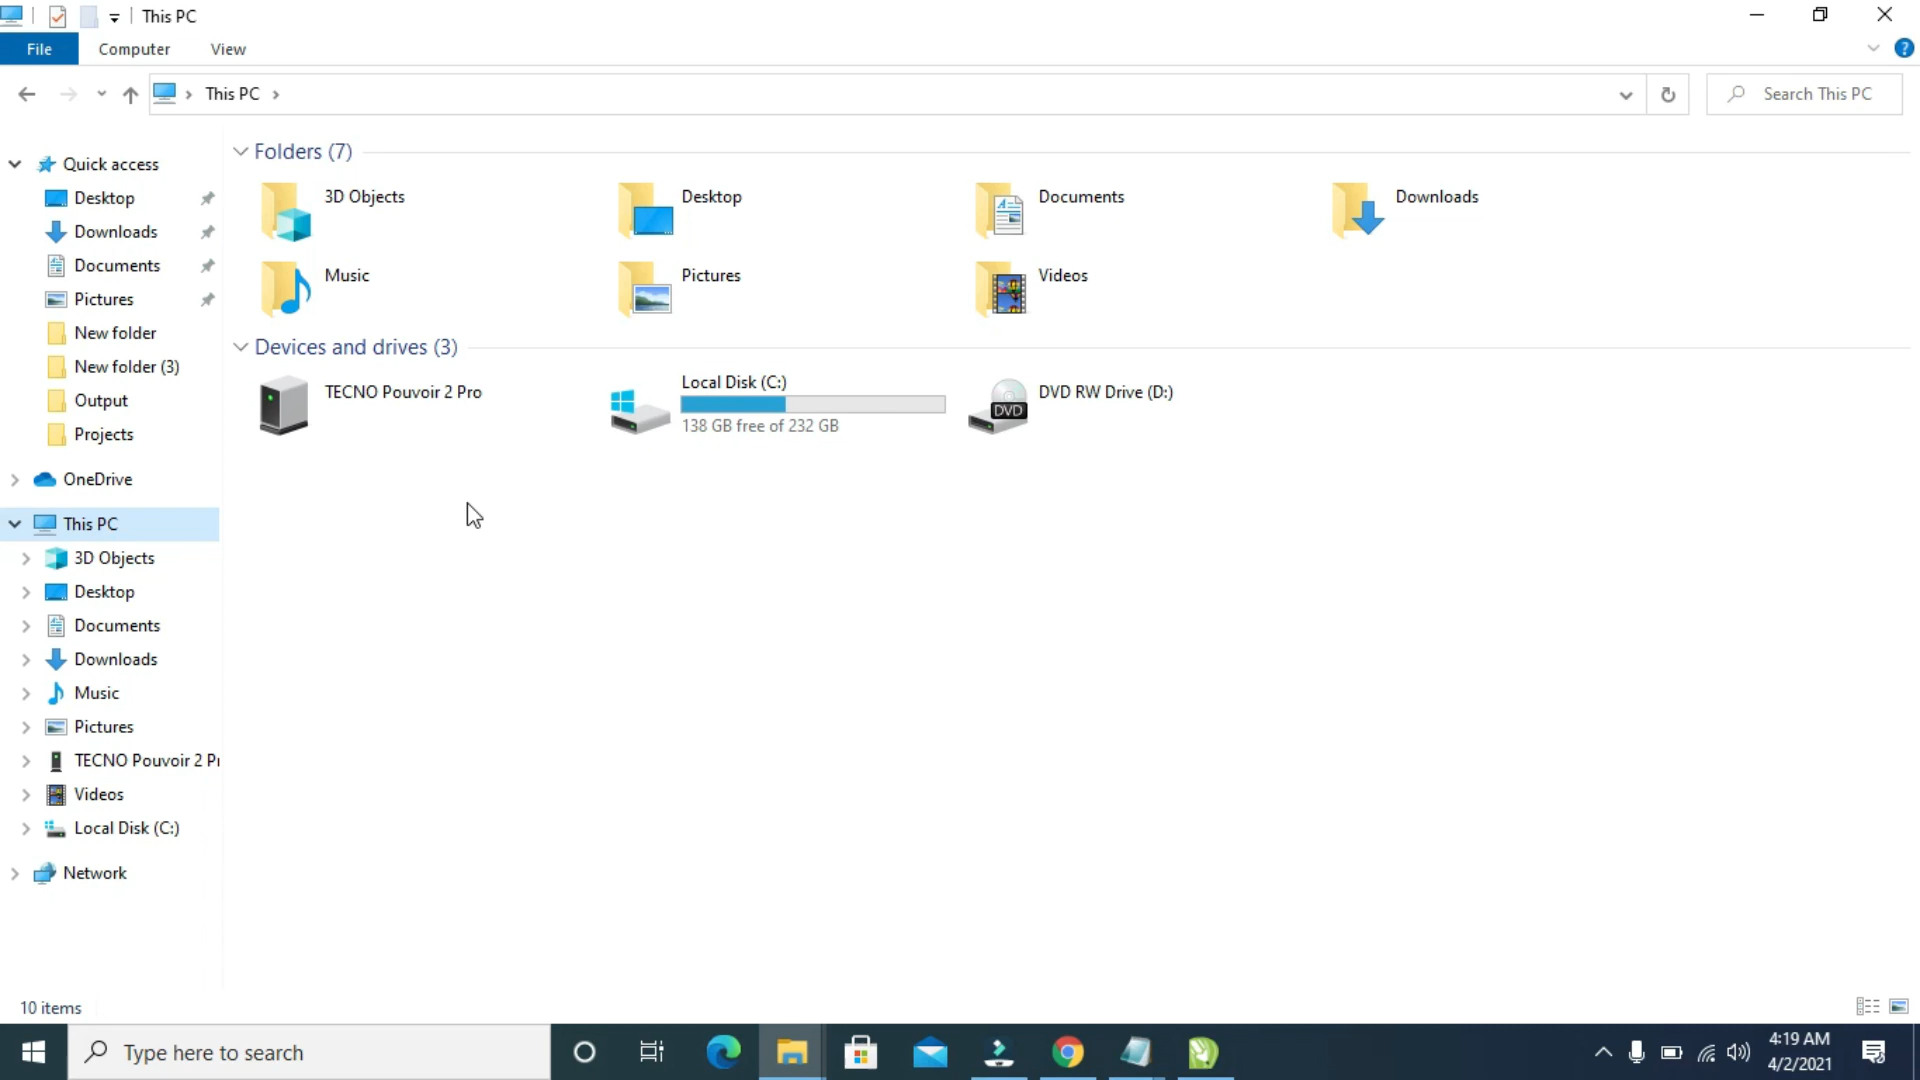 This PC
File Computer View
This PC
Search This PC
Quick access
Desktop
Downloads
Documents
Pictures
New folder
New folder (3)
Output
Projects
OneDrive
This PC
3D Objects
Desktop
Documents
Downloads
Music
Pictures
TECNO Pouvoir 2 Pr
Videos
Local Disk (C:)
Network
Folders (7)
3D Objects
Desktop
Documents
Downloads
Music
Pictures
Videos
Devices and drives (3)
TECNO Pouvoir 2 Pro
Local Disk (C:)
138 GB free of 232 GB
DVD
DVD RW Drive (D:)
10 items
Type here to search
4:19 AM
4/2/2021